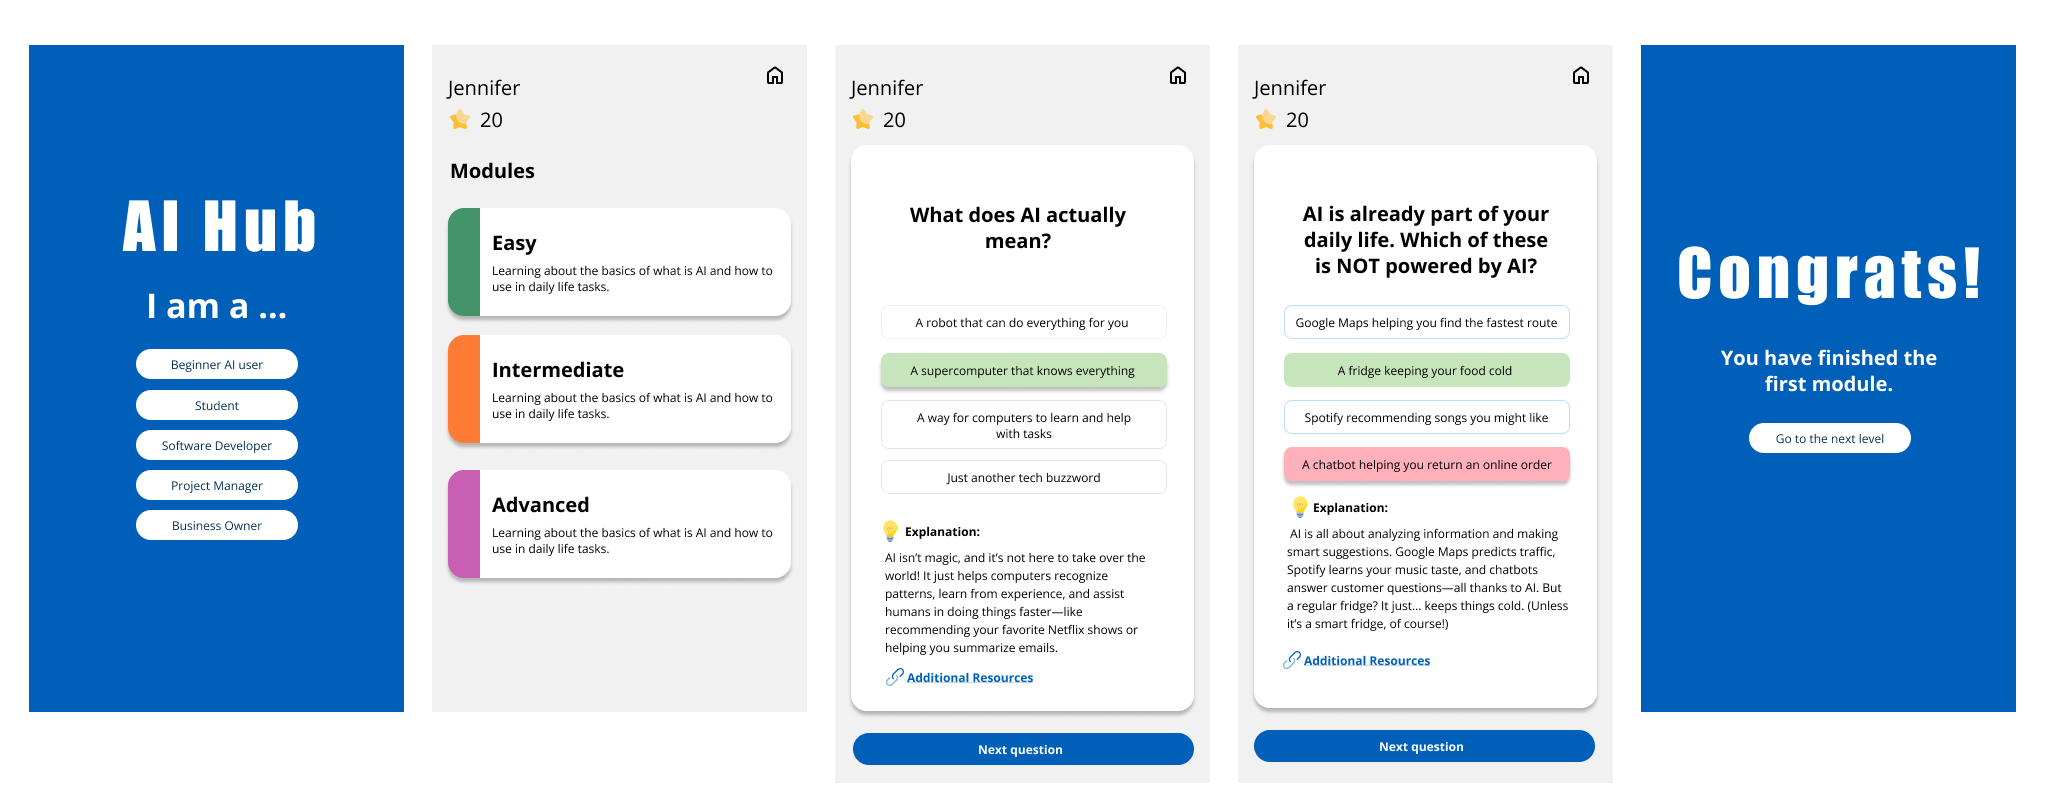 AI Hub
I am a ...
Beginner AI user
Student
Software Developer
Project Manager
Business Owner
Jennifer
20
Modules
Easy
Learning about the basics of what is AI and how to
use in daily life tasks.
Intermediate
Learning about the basics of what is AI and how to
use in daily life tasks.
Advanced
Learning about the basics of what is AI and how to
use in daily life tasks.
Jennifer
20
What does AI actually
mean?
A robot that can do everything for you
A supercomputer that knows everything
A way for computers to learn and help
with tasks
Just another tech buzzword
Explanation:
AI isn’t magic, and it’s not here to take over the
world! It just helps computers recognize
patterns, learn from experience, and assist
humans in doing things faster—like
recommending your favorite Netflix shows or
helping you summarize emails.
Additional Resources
Next question
Jennifer
20
AI is already part of your
daily life. Which of these
is NOT powered by AI?
Google Maps helping you find the fastest route
A fridge keeping your food cold
Spotify recommending songs you might like
A chatbot helping you return an online order
Explanation:
AI is all about analyzing information and making
smart suggestions. Google Maps predicts traffic,
Spotify learns your music taste, and chatbots
answer customer questions—all thanks to AI. But
a regular fridge? It just... keeps things cold. (Unless
it’s a smart fridge, of course!)
Additional Resources
Next question
Congrats!
You have finished the
first module.
Go to the next level